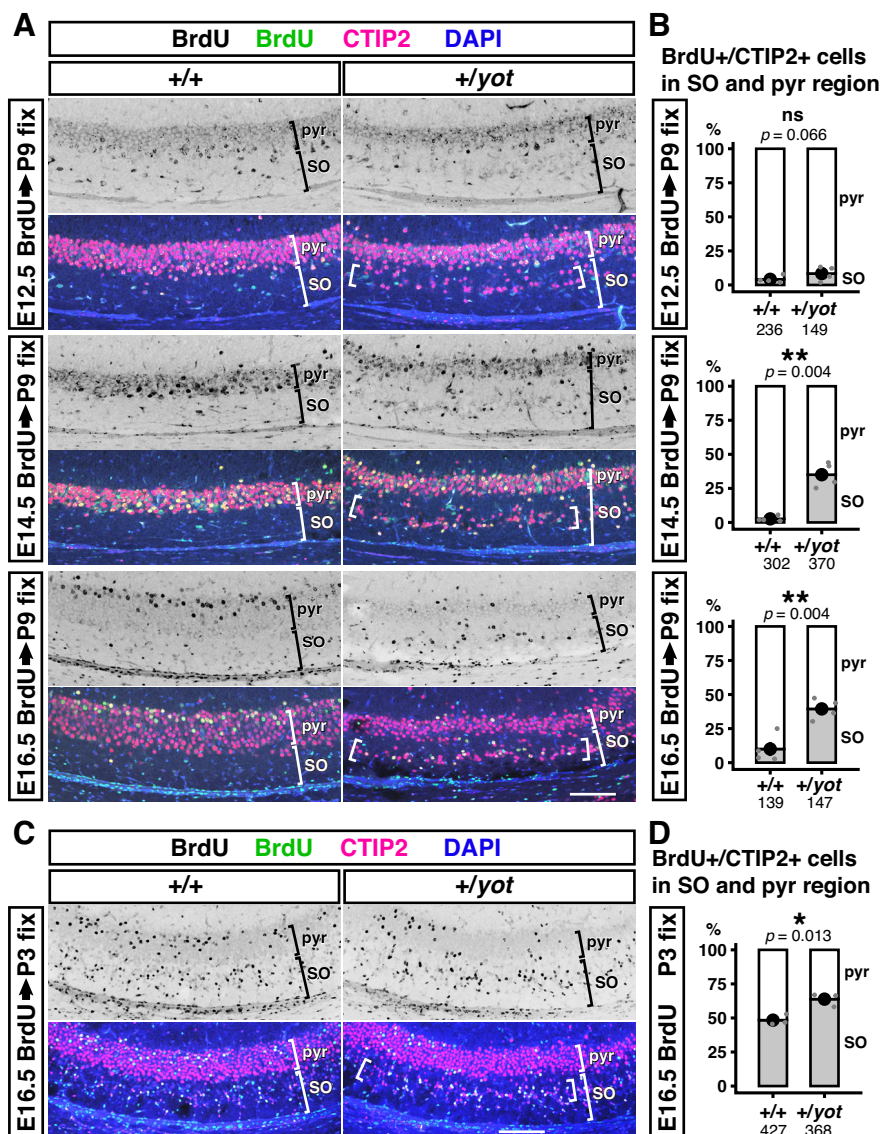 A
BrdU BrdU CTIP2 DAPI
+/+ +/yot
E12.5 BrdU➡P9 fix
pyr
SO
pyr
SO
pyr
SO
pyr
SO
E14.5 BrdU➡P9 fix
pyr
SO
pyr
SO
pyr
SO
pyr
SO
E16.5 BrdU➡P9 fix
pyr
SO
pyr
SO
pyr
SO
pyr
SO
B
BrdU+/CTIP2+ cells
in SO and pyr region
E12.5 BrdU➡P9 fix
ns
% p = 0.066
100
75
50
25
0
pyr
SO
+/+ +/yot
236 149
E14.5 BrdU➡P9 fix
**
% p = 0.004
100
75
50
25
0
pyr
SO
+/+ +/yot
302 370
E16.5 BrdU➡P9 fix
**
% p = 0.004
100
75
50
25
0
pyr
SO
+/+ +/yot
139 147
C
BrdU BrdU CTIP2 DAPI
+/+ +/yot
E16.5 BrdU➡P3 fix
pyr
SO
pyr
SO
pyr
SO
pyr
SO
D
BrdU+/CTIP2+ cells
in SO and pyr region
E16.5 BrdU P3 fix
*
% p = 0.013
100
75
50
25
0
pyr
SO
+/+ +/yot
427 368